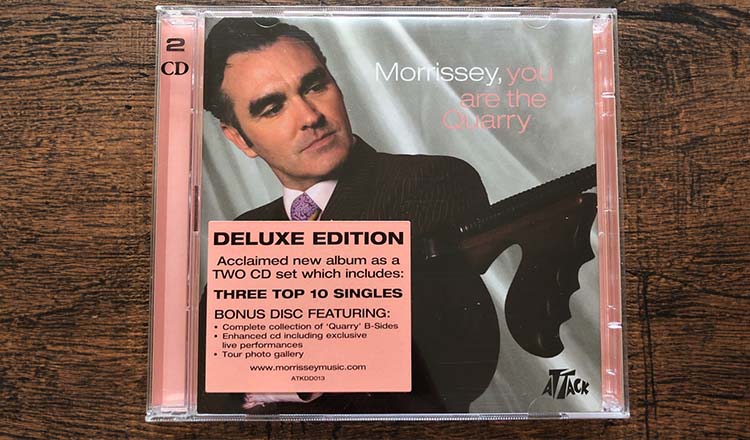 2
CD
Morrissey, you
are the
Quarry
DELUXE EDITION
Acclaimed new album as a
TWO CD set which includes:
THREE TOP 10 SINGLES
BONUS DISC FEATURING:
• Complete collection of 'Quarry' B-Sides
• Enhanced cd including exclusive
live performances
• Tour photo gallery
www.morrisseymusic.com
ATKDD013
ATTACK